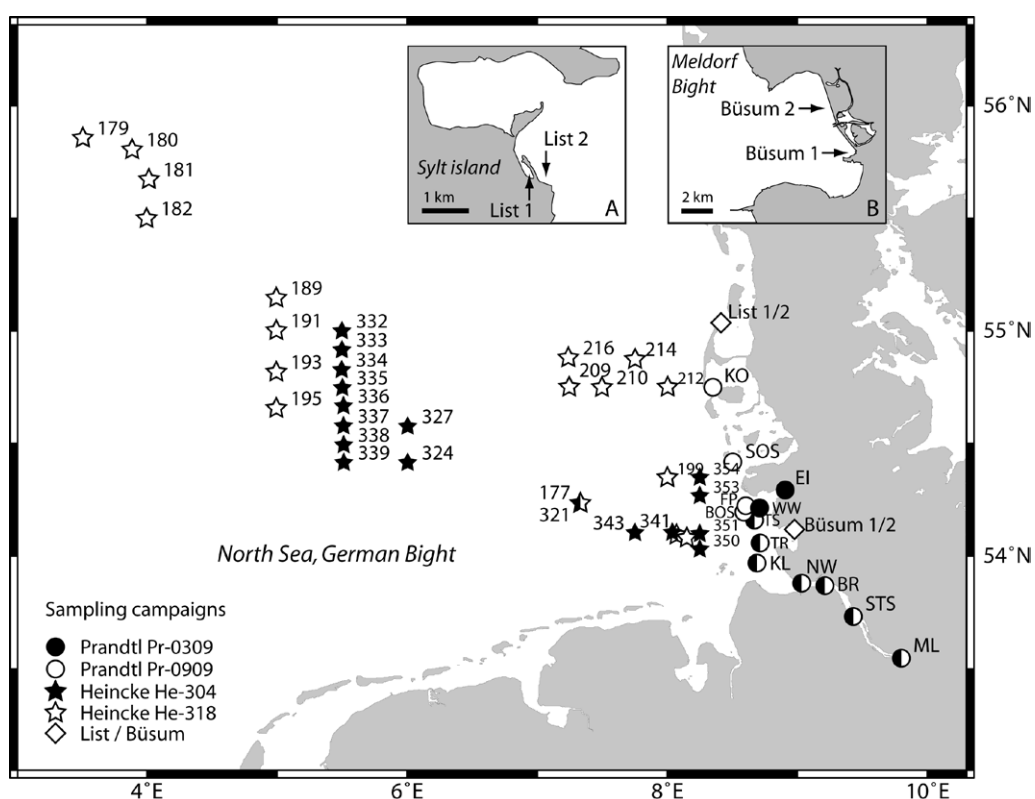 Meldorf
Bight
Büsum 2
Büsum 1
2 km
B
List 2
Sylt island
1 km
List 1
A
56°N
55°N
54°N
179
180
181
182
189
191
193
195
332
333
334
335
336
337
338
339
327
324
216
214
209
210
212
List 1/2
KO
SOS
199
354
353
EI
177
321
343
341
FP
BOS
WW
TS
351
350
Büsum 1/2
TR
KL
NW
BR
STS
ML
North Sea, German Bight
Sampling campaigns
Prandtl Pr-0309
Prandtl Pr-0909
Heincke He-304
Heincke He-318
List / Büsum
4°E
6°E
8°E
10°E